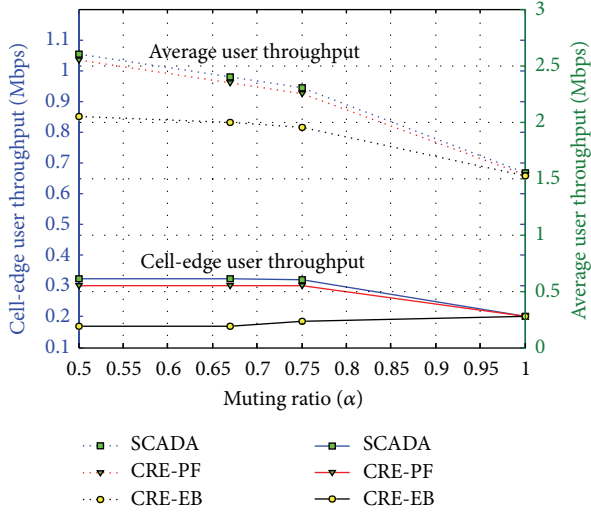 Cell-edge user throughput (Mbps)
1.1
1
0.9
0.8
0.7
0.6
0.5
0.4
0.3
0.2
0.1
Average user throughput
Cell-edge user throughput
3
2.5
2
1.5
1
0.5
0
Average user throughput (Mbps)
0.5 0.55 0.6 0.65 0.7 0.75 0.8 0.85 0.9 0.95 1
Muting ratio (α)
SCADA SCADA
CRE-PF CRE-PF
CRE-EB CRE-EB